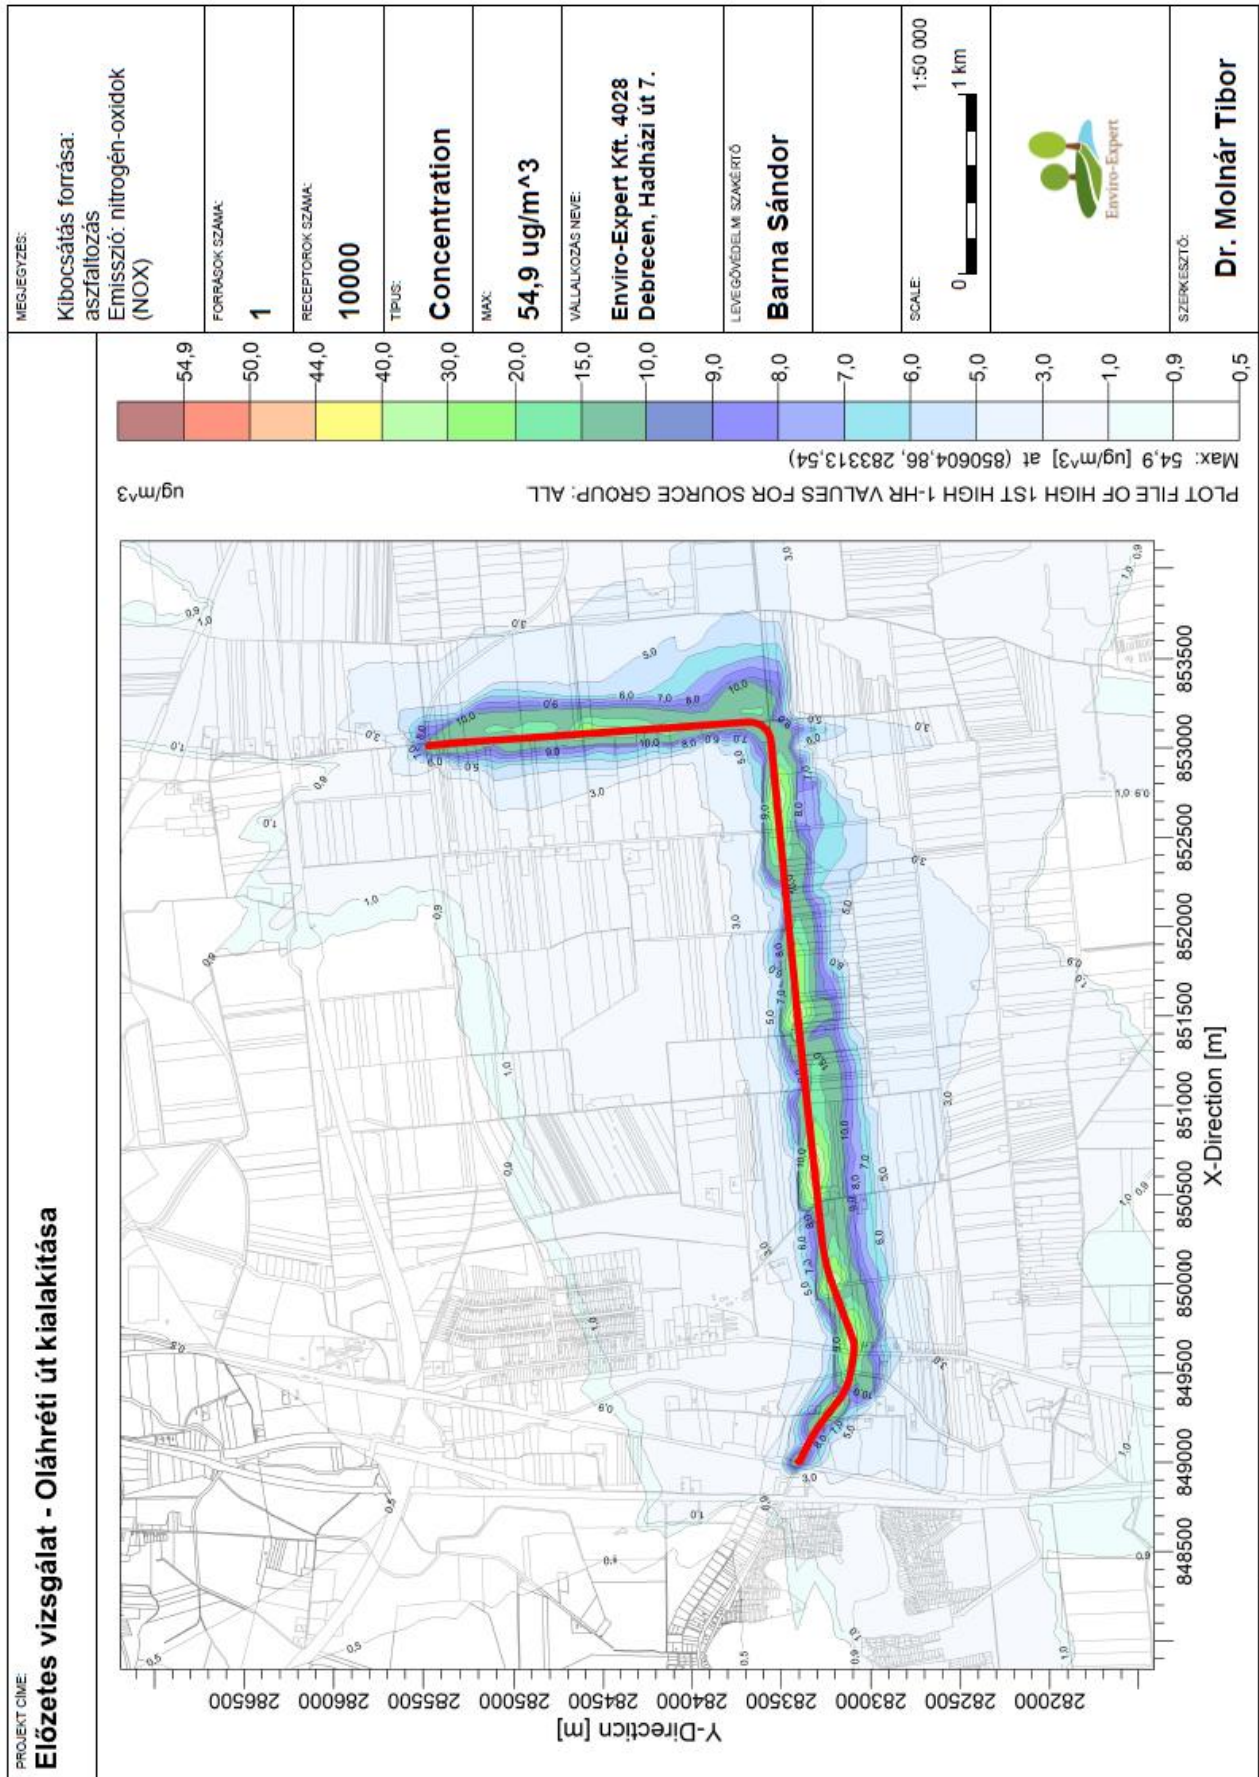 PROJEKT CÍME:
Előzetes vizsgálat - Oláhréti út kialakítása
MEGJEGYZÉS:
Kibocsátás forrása:
aszfaltozás
Emisszió: nitrogén-oxidok
(NOX)
FORRÁSOK SZÁMA:
1
RECEPTOROK SZÁMA:
10000
TÍPUS:
Concentration
MAX:
54,9 ug/m^3
VÁLLALKOZÁS NEVE:
Enviro-Expert Kft. 4028
Debrecen, Hadházi út 7.
LEVEGŐVÉDELMI SZAKÉRTŐ
Barna Sándor
SCALE:
1:50 000
0
1 km
Enviro-Expert
SZERKESZTŐ:
Dr. Molnár Tibor
ug/m^3
54,9
50,0
44,0
40,0
30,0
20,0
15,0
10,0
9,0
8,0
7,0
6,0
5,0
3,0
1,0
0,9
0,5
PLOT FILE OF HIGH 1ST HIGH 1-HR VALUES FOR SOURCE GROUP: ALL
Max: 54,9 [ug/m^3] at (850604,86, 283313,54)
Y-Direction [m]
286500
286000
285500
285000
284500
284000
283500
283000
282500
282000
848500
849000
849500
850000
850500
851000
851500
852000
852500
853000
853500
X-Direction [m]